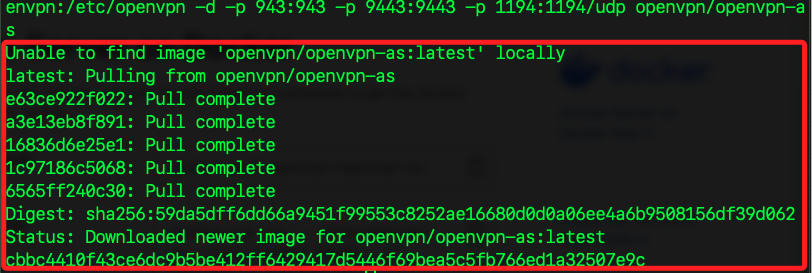 envpn:/etc/openvpn -d -p 943:943 -p 9443:9443 -p 1194:1194/udp openvpn/openvpn-a
s
Unable to find image 'openvpn/openvpn-as:latest' locally
latest: Pulling from openvpn/openvpn-as
e63ce922f022: Pull complete
a3e13eb8f891: Pull complete
16836d6e25e1: Pull complete
1c97186c5068: Pull complete
6565ff240c30: Pull complete
Digest: sha256:59da5dff6dd66a9451f99553c8252ae16680d0d0a06ee4a6b9508156df39d062
Status: Downloaded newer image for openvpn/openvpn-as:latest
cbbc4410f43ce6dc9b5be412ff6429417d5446f69bea5c5fb766ed1a32507e9c
docker